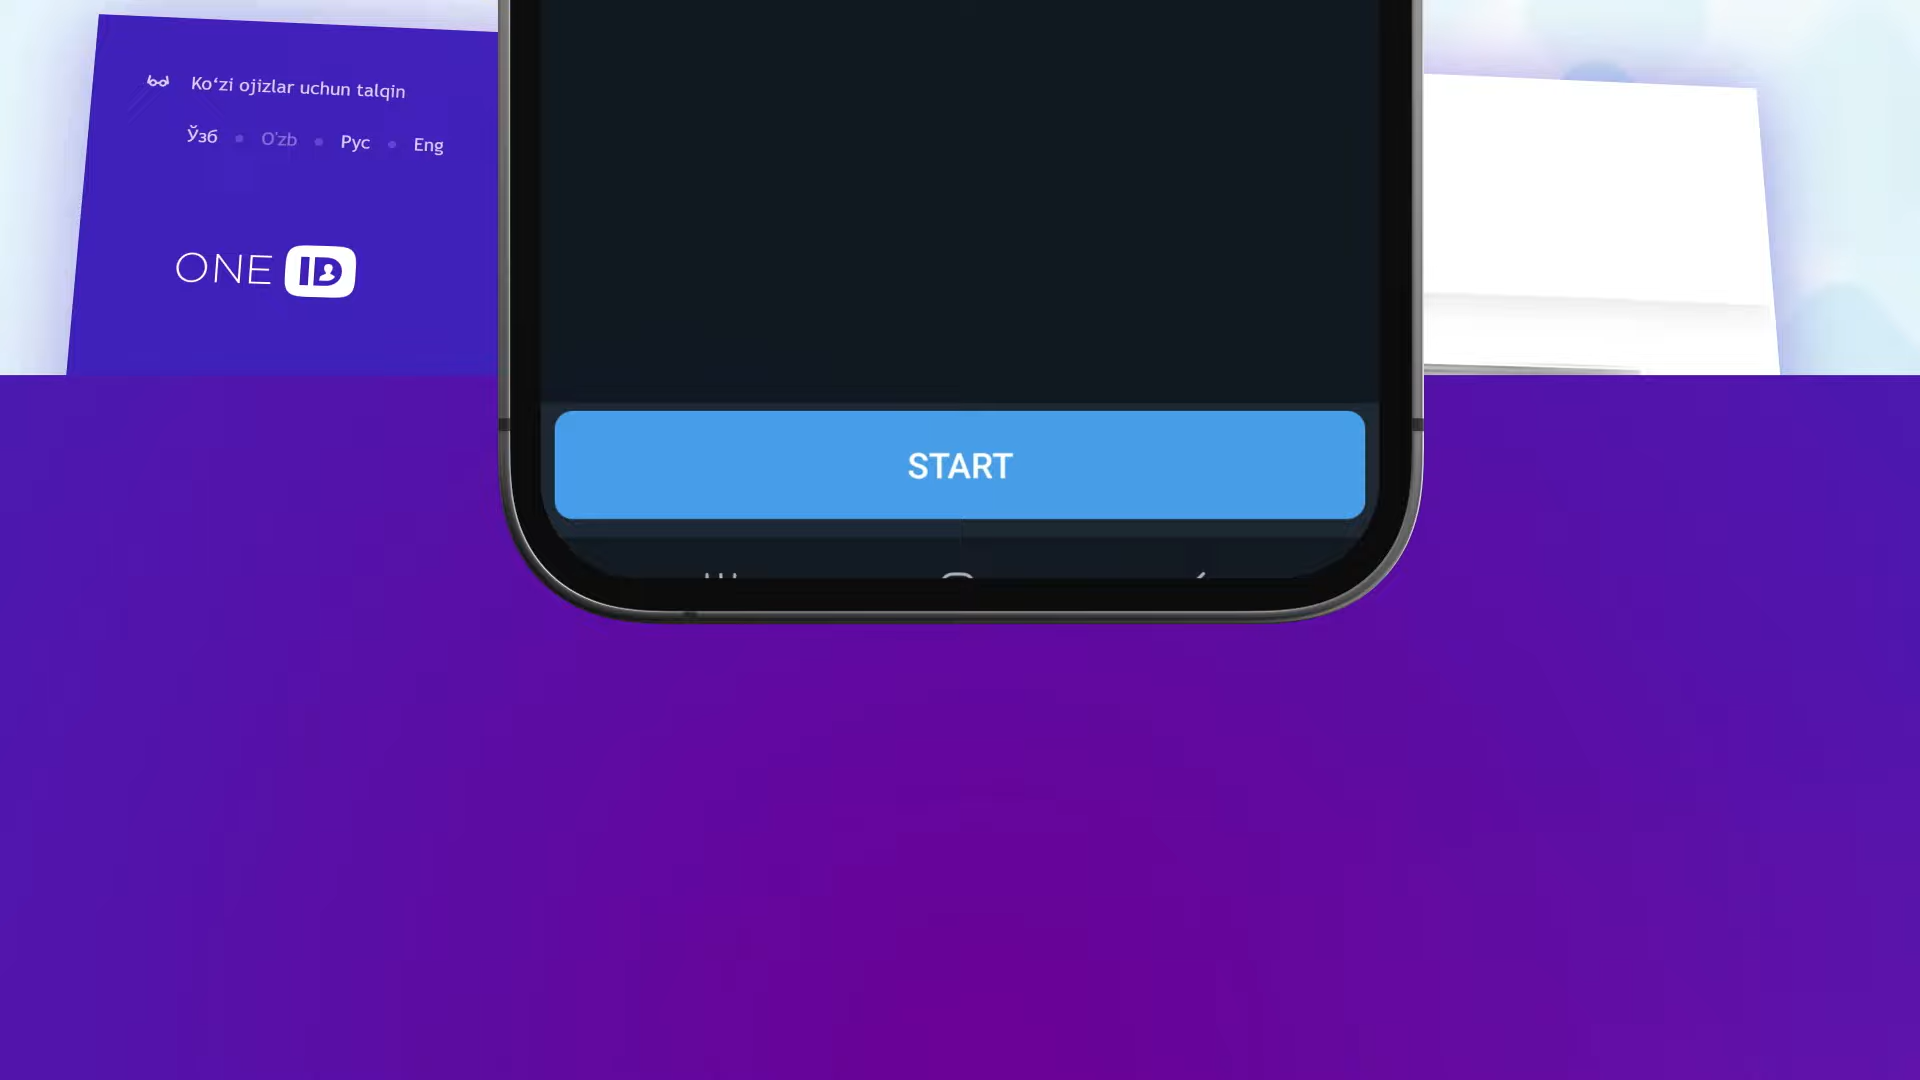 Ko‘zi ojizlar uchun talqin
Ўзб • O‘zb • Рус • Eng
ONE ID
START